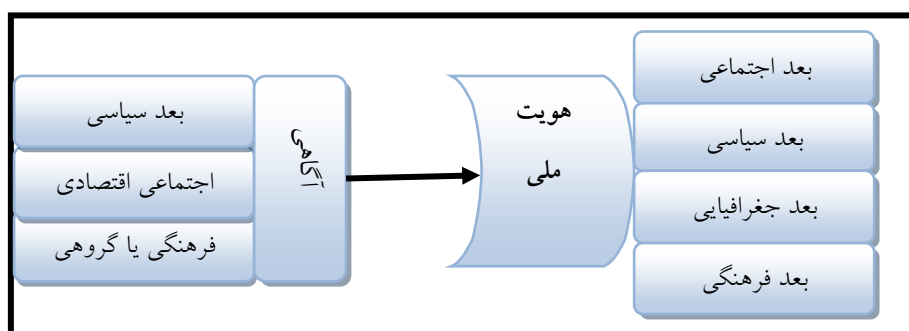 بعد سیاسی
اجتماعی اقتصادی
فرهنگی یا گروهی
آگاهی
هویت
ملی
بعد اجتماعی
بعد سیاسی
بعد جغرافیایی
بعد فرهنگی